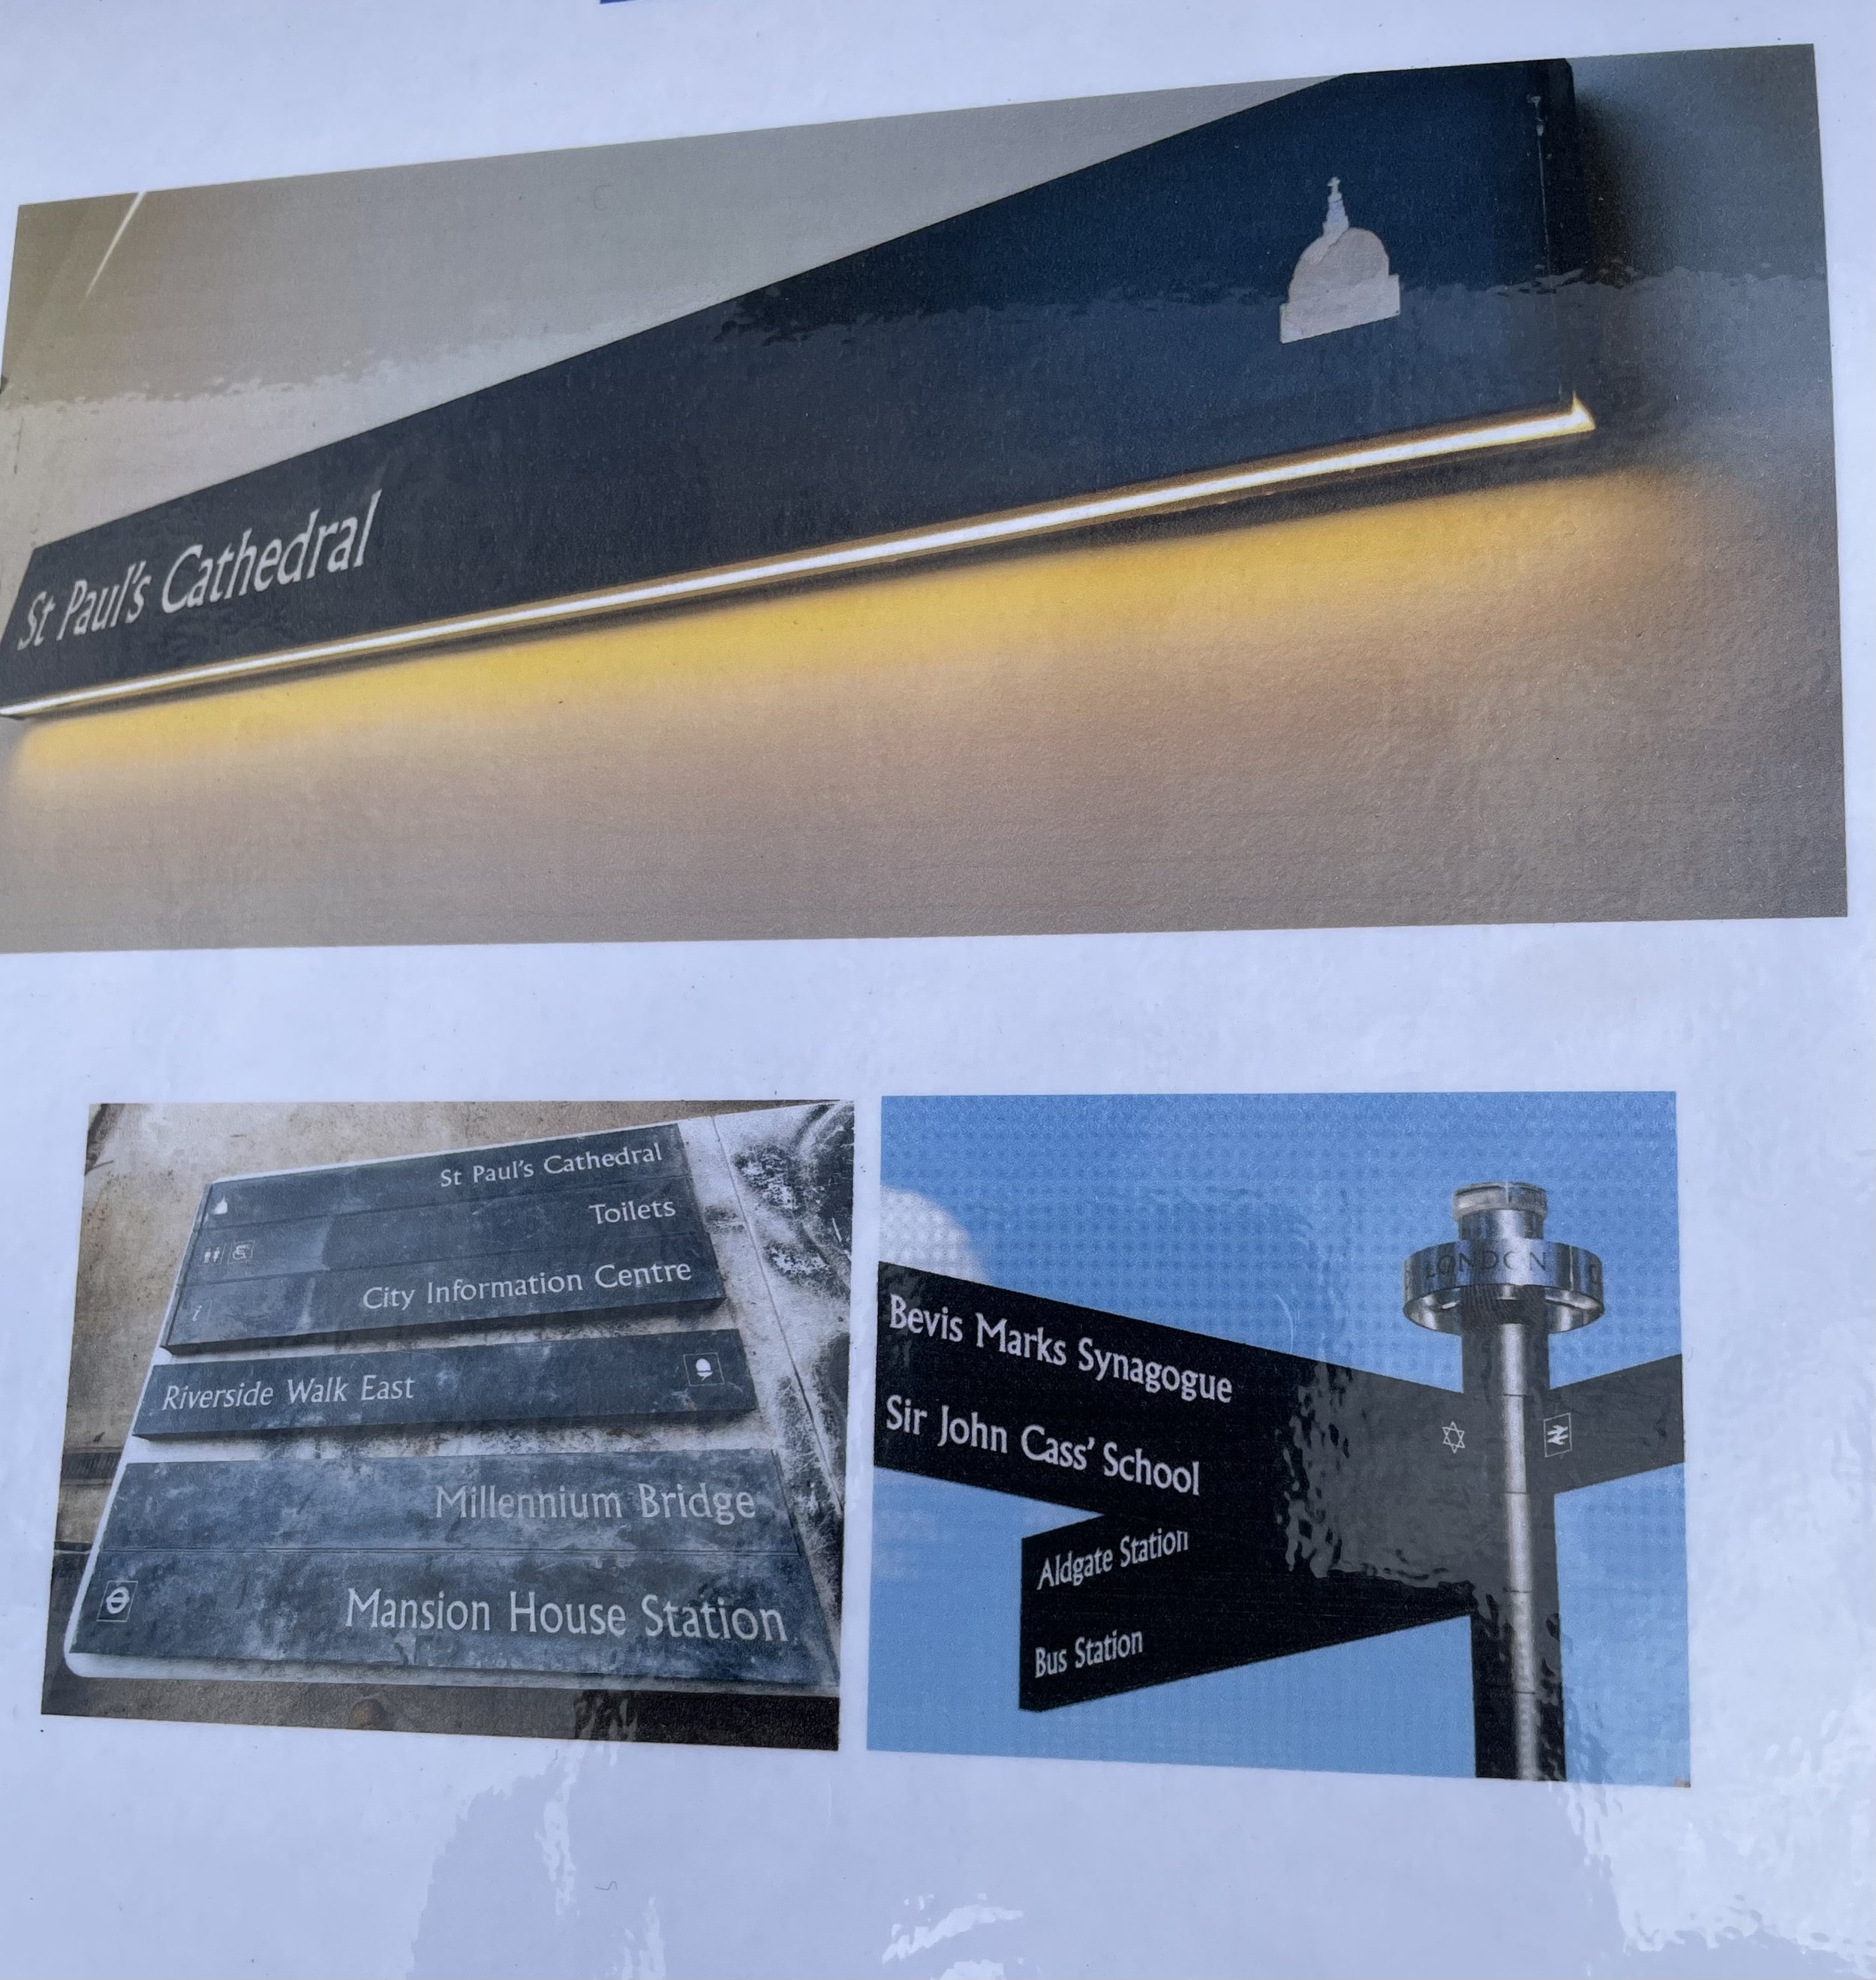 St Paul's Cathedral
St Paul's Cathedral
Toilets
City Information Centre
i
Riverside Walk East
Millennium Bridge
Mansion House Station
LONDON
Bevis Marks Synagogue
Sir John Cass' School
Aldgate Station
Bus Station